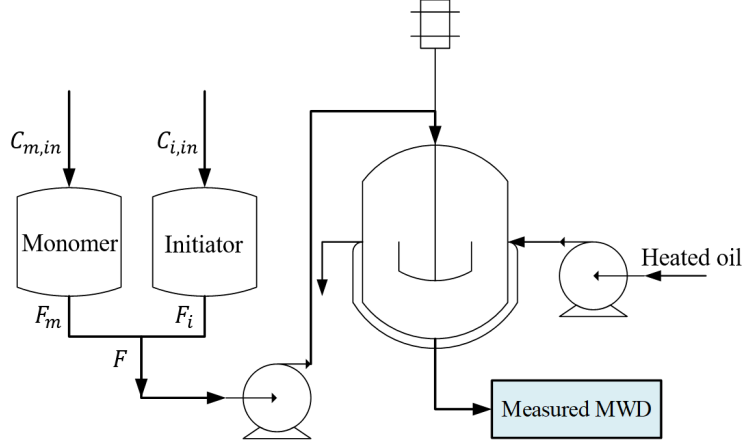 C_{m,in}
C_{i,in}
Monomer
Initiator
Heated oil
F_m
F_i
F
Measured MWD